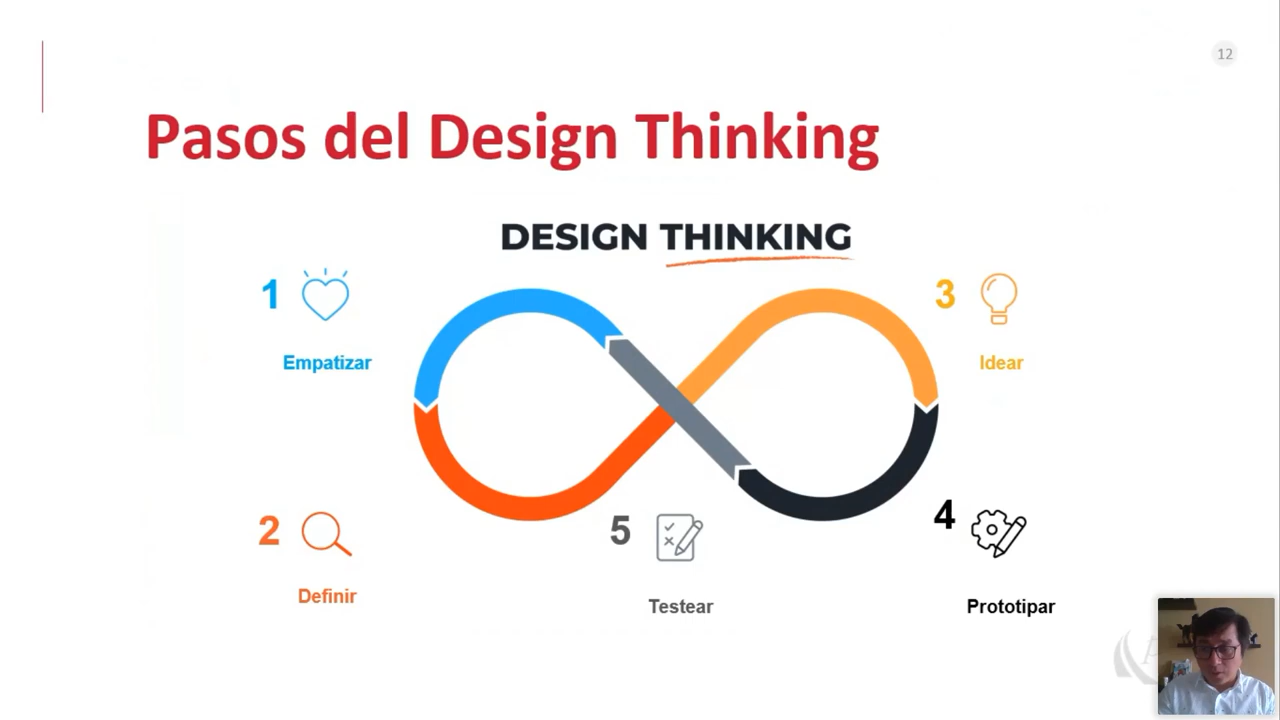 12
Pasos del Design Thinking
DESIGN THINKING
1
Empatizar
3
Idear
2
Definir
5
Testear
4
Prototipar